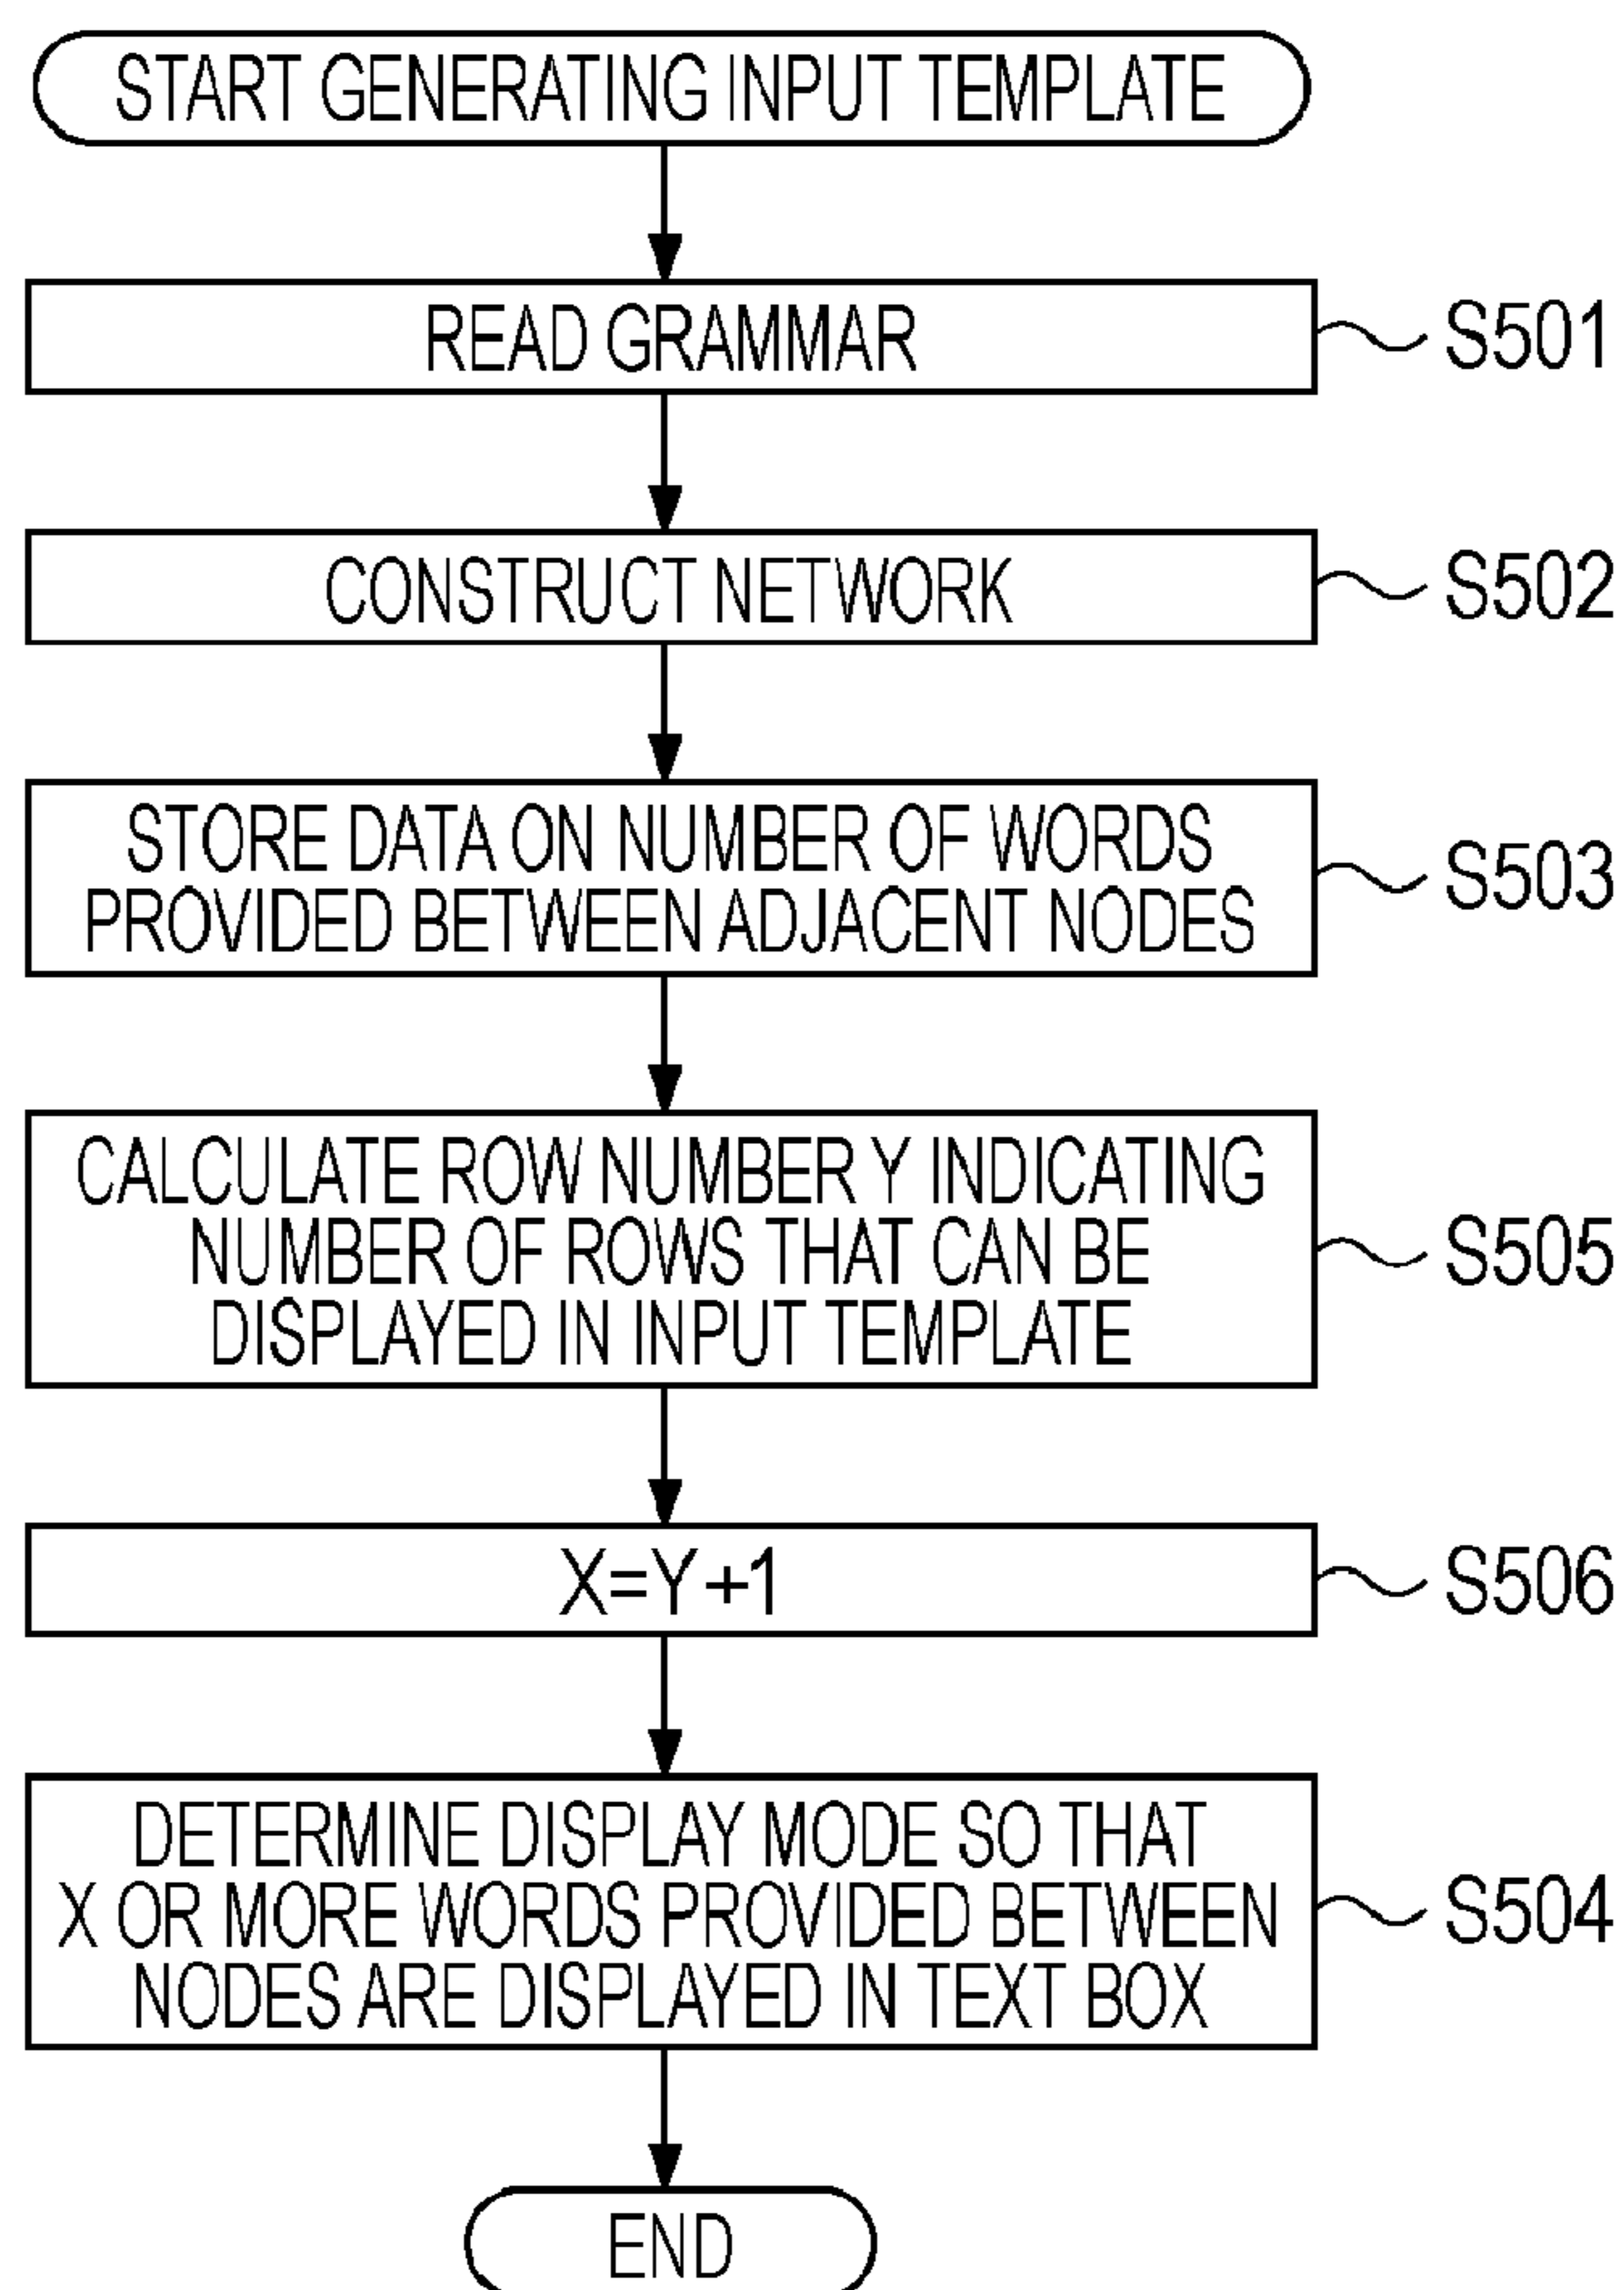 START GENERATING INPUT TEMPLATE
READ GRAMMAR
S501
CONSTRUCT NETWORK
S502
STORE DATA ON NUMBER OF WORDS
PROVIDED BETWEEN ADJACENT NODES
S503
CALCULATE ROW NUMBER Y INDICATING
NUMBER OF ROWS THAT CAN BE
DISPLAYED IN INPUT TEMPLATE
S505
X=Y+1
S506
DETERMINE DISPLAY MODE SO THAT
X OR MORE WORDS PROVIDED BETWEEN
NODES ARE DISPLAYED IN TEXT BOX
S504
END